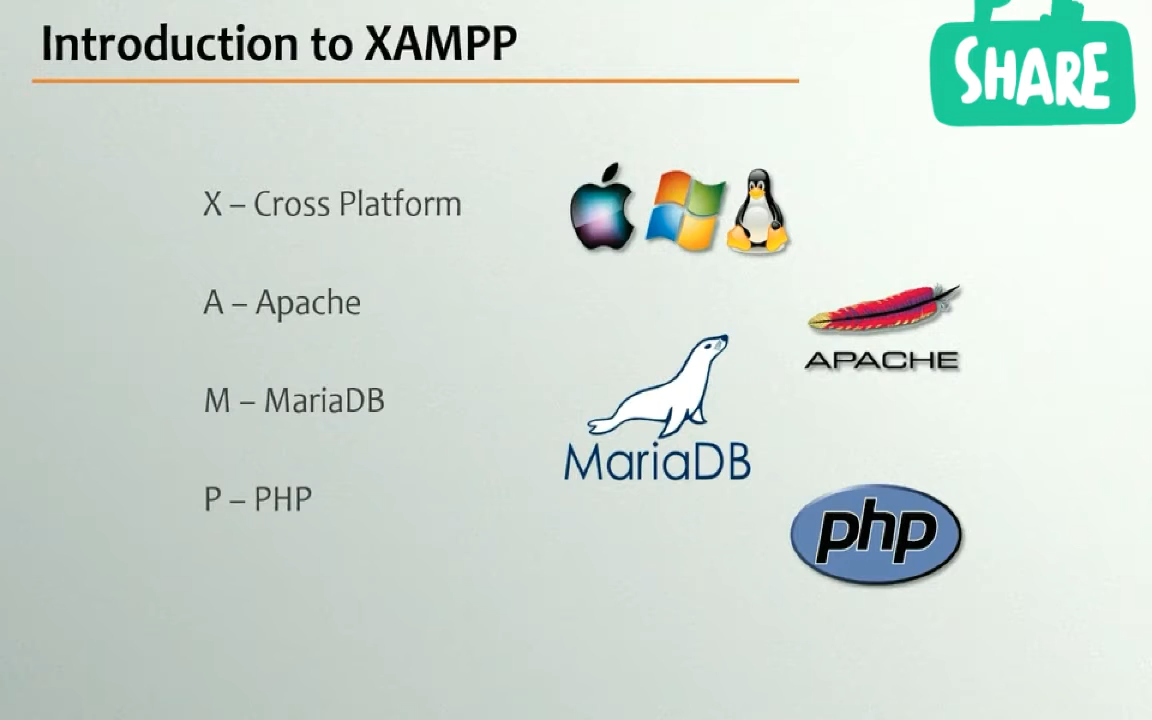 Introduction to XAMPP
SHARE
X – Cross Platform
A – Apache
APACHE
M – MariaDB
MariaDB
P – PHP
php